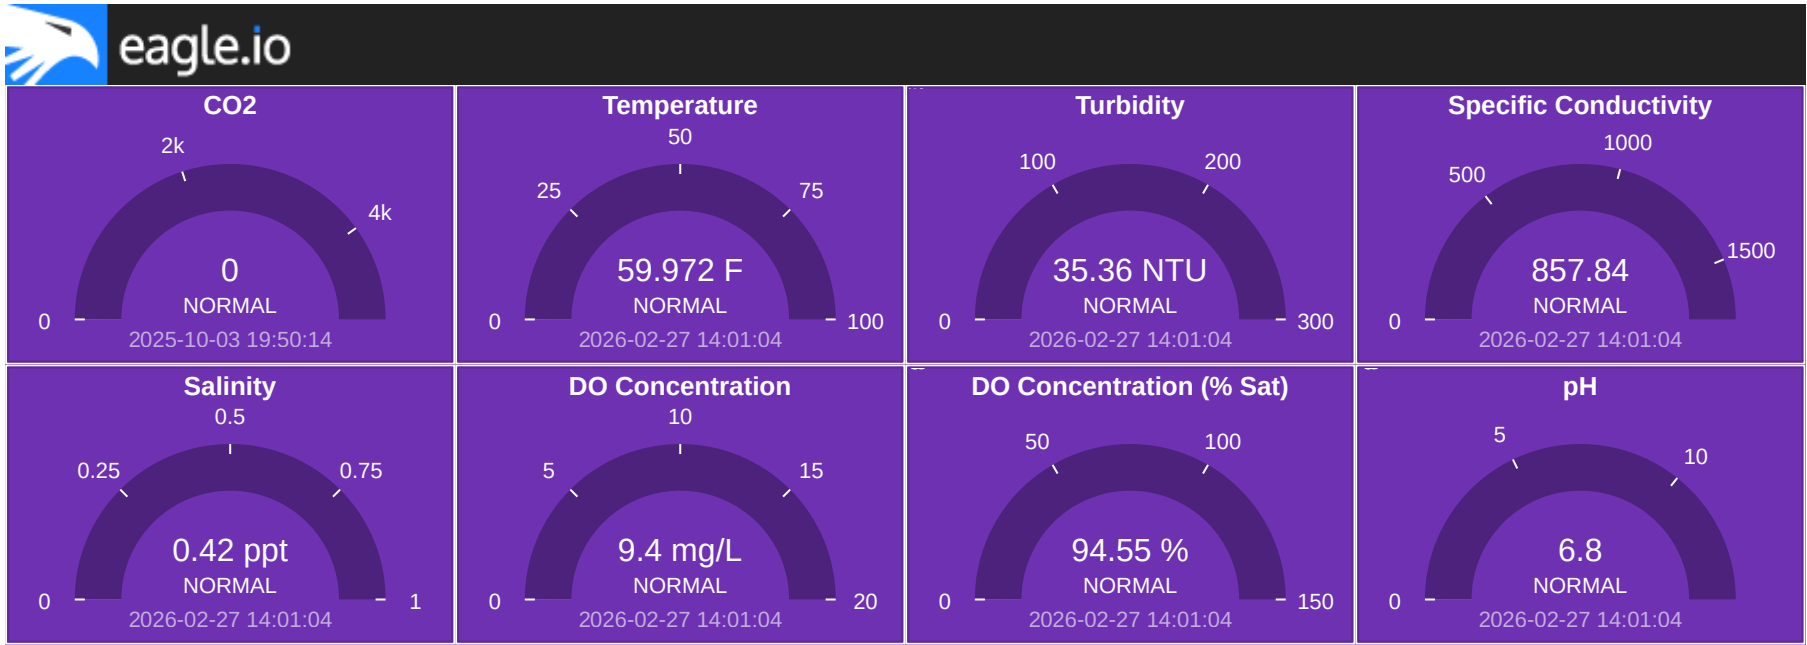 eagle.io
CO2
2k
4k
0
0
NORMAL
2025-10-03 19:50:14
Temperature
50
25
75
59.972 F
NORMAL
0
100
2026-02-27 14:01:04
Turbidity
100
200
35.36 NTU
NORMAL
0
300
2026-02-27 14:01:04
Specific Conductivity
1000
500
1500
857.84
NORMAL
0
2026-02-27 14:01:04
Salinity
0.5
0.25
0.75
0.42 ppt
NORMAL
0
1
2026-02-27 14:01:04
DO Concentration
10
5
15
9.4 mg/L
NORMAL
0
20
2026-02-27 14:01:04
DO Concentration (% Sat)
50
100
94.55 %
NORMAL
0
150
2026-02-27 14:01:04
pH
5
10
6.8
NORMAL
0
2026-02-27 14:01:04